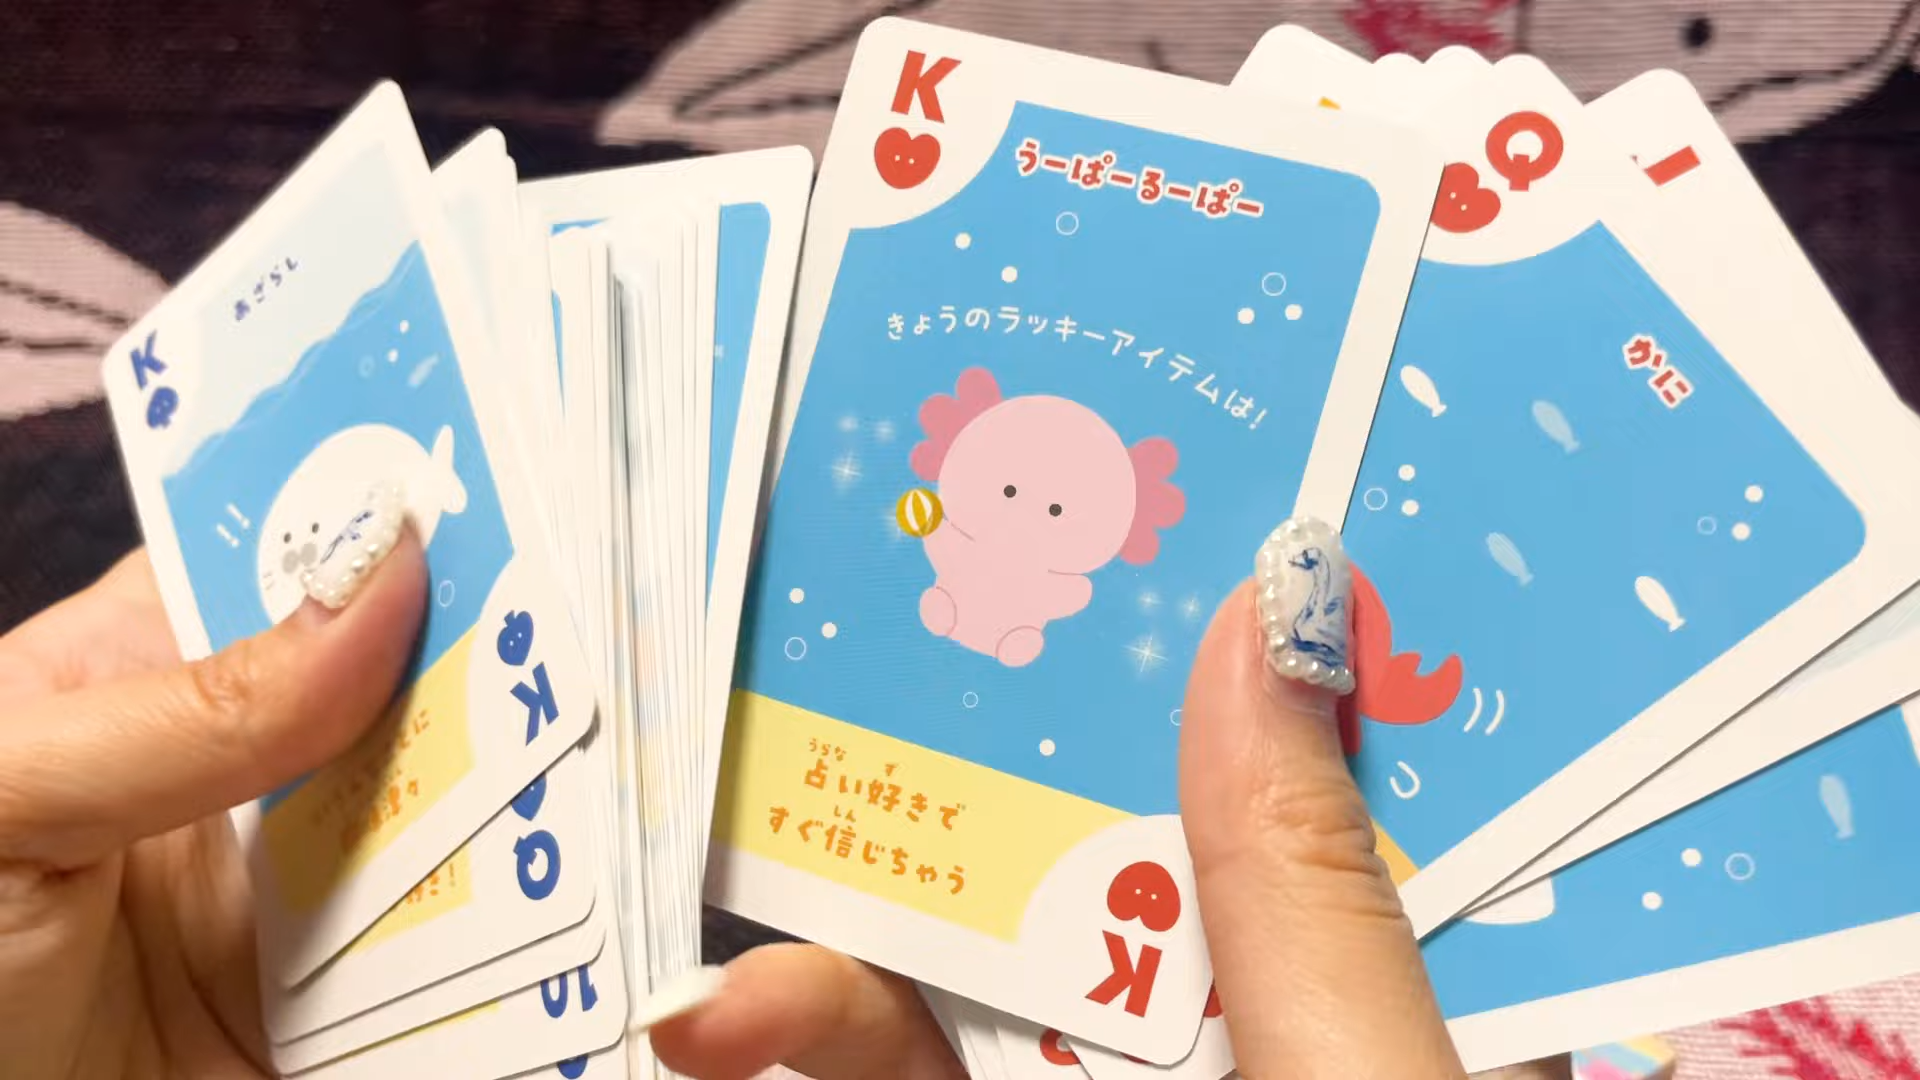 K
あざらし
K
Q
10
K
うーぱーるーぱー
きょうのラッキーアイテムは!
うらな す
占い好きで
しん
すぐ信じちゃう
K
Q
かに
J